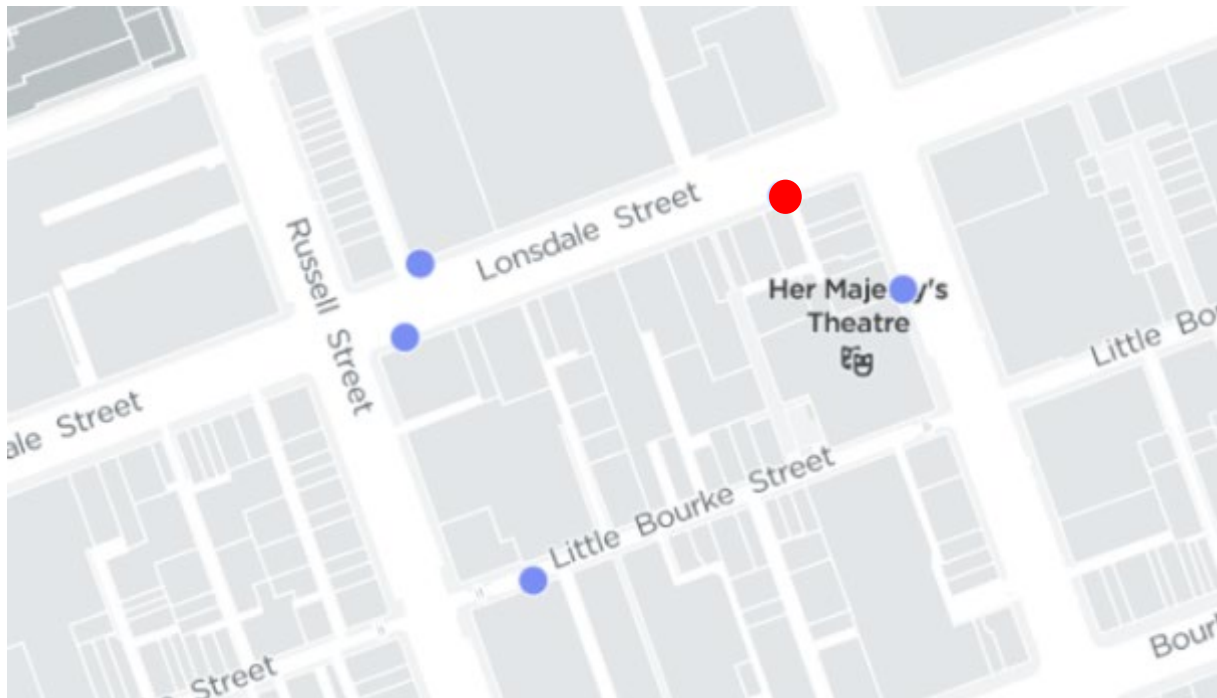 Lonsdale Street
Russell Street
Her Maje y's
Theatre
Little Bo
ale Street
Little Bourke Street
Bour
Street